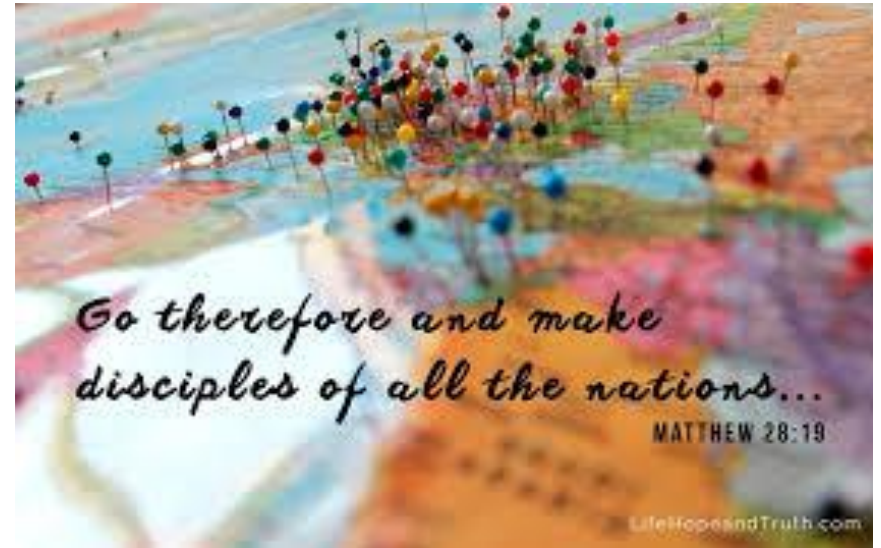 Go therefore and make
disciples of all the nations...
MATTHEW 28:19
LifeHopeandTruth.com